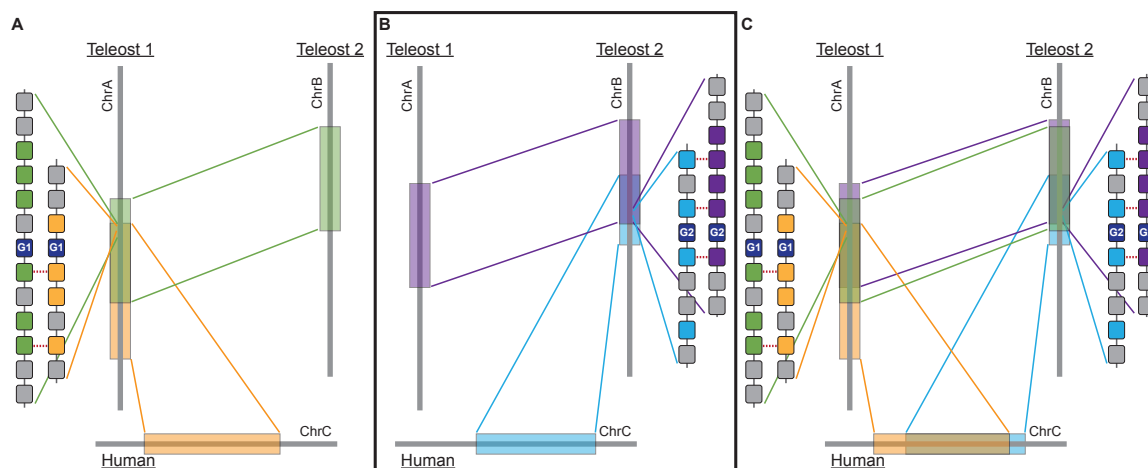 A
Teleost 1
Teleost 2
ChrA
ChrB
G1
G1
ChrC
Human
B
Teleost 1
Teleost 2
ChrA
ChrB
G2
G2
ChrC
Human
C
Teleost 1
Teleost 2
ChrA
ChrB
G1
G1
G2
ChrC
Human